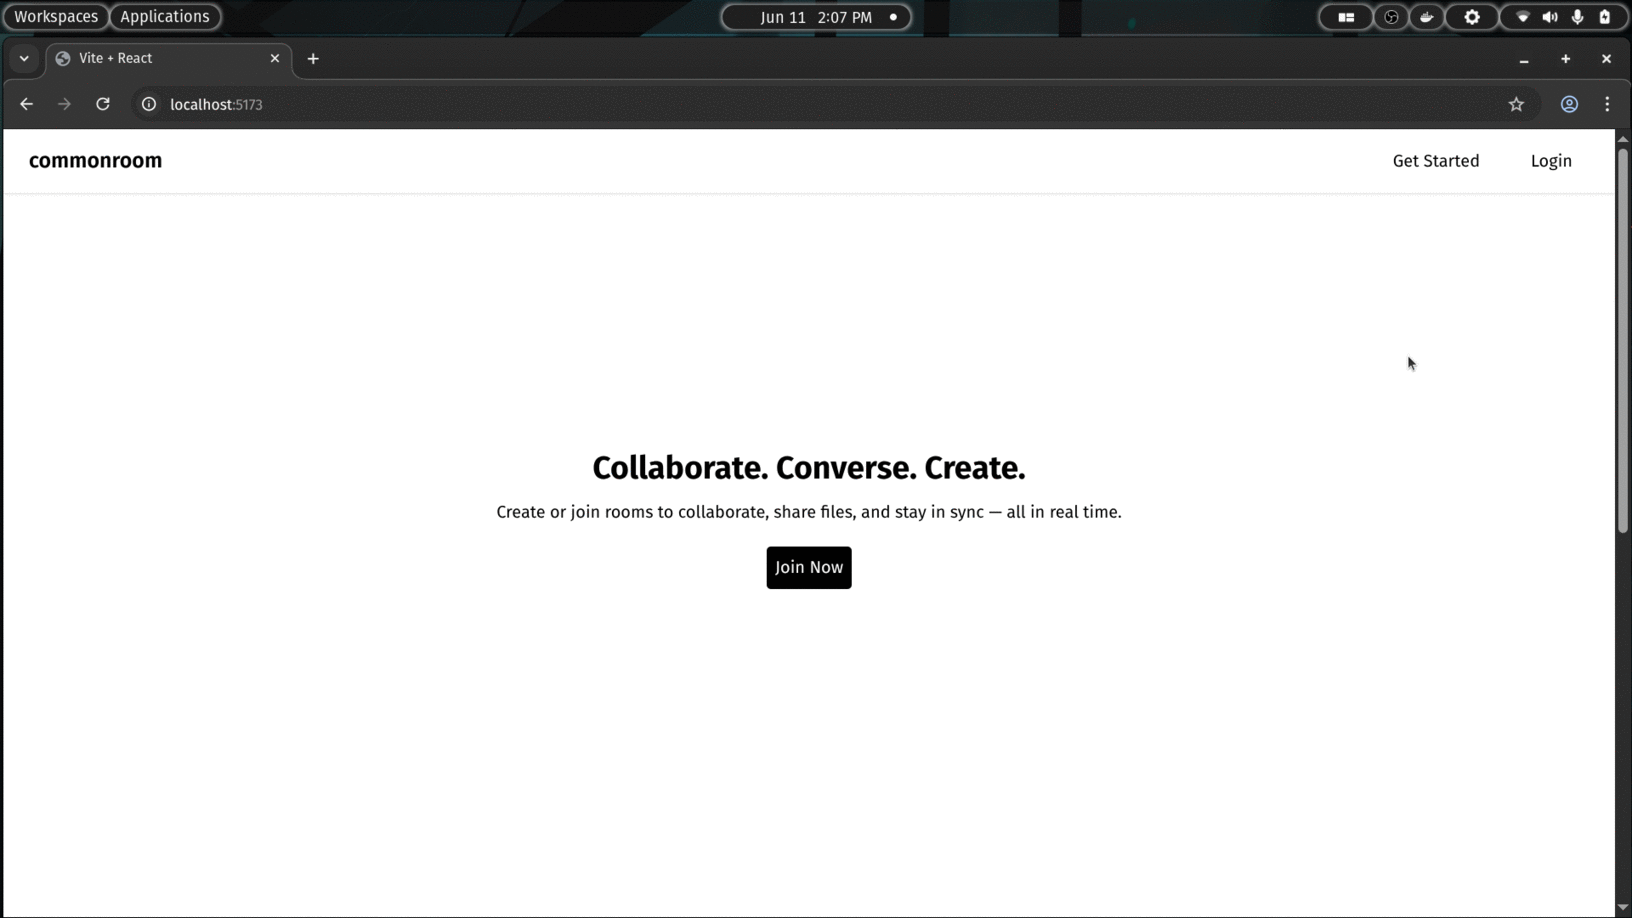 Workspaces Applications Jun 11 2:07 PM
Vite + React
localhost:5173
commonroom Get Started Login
Collaborate. Converse. Create.
Create or join rooms to collaborate, share files, and stay in sync — all in real time.
Join Now